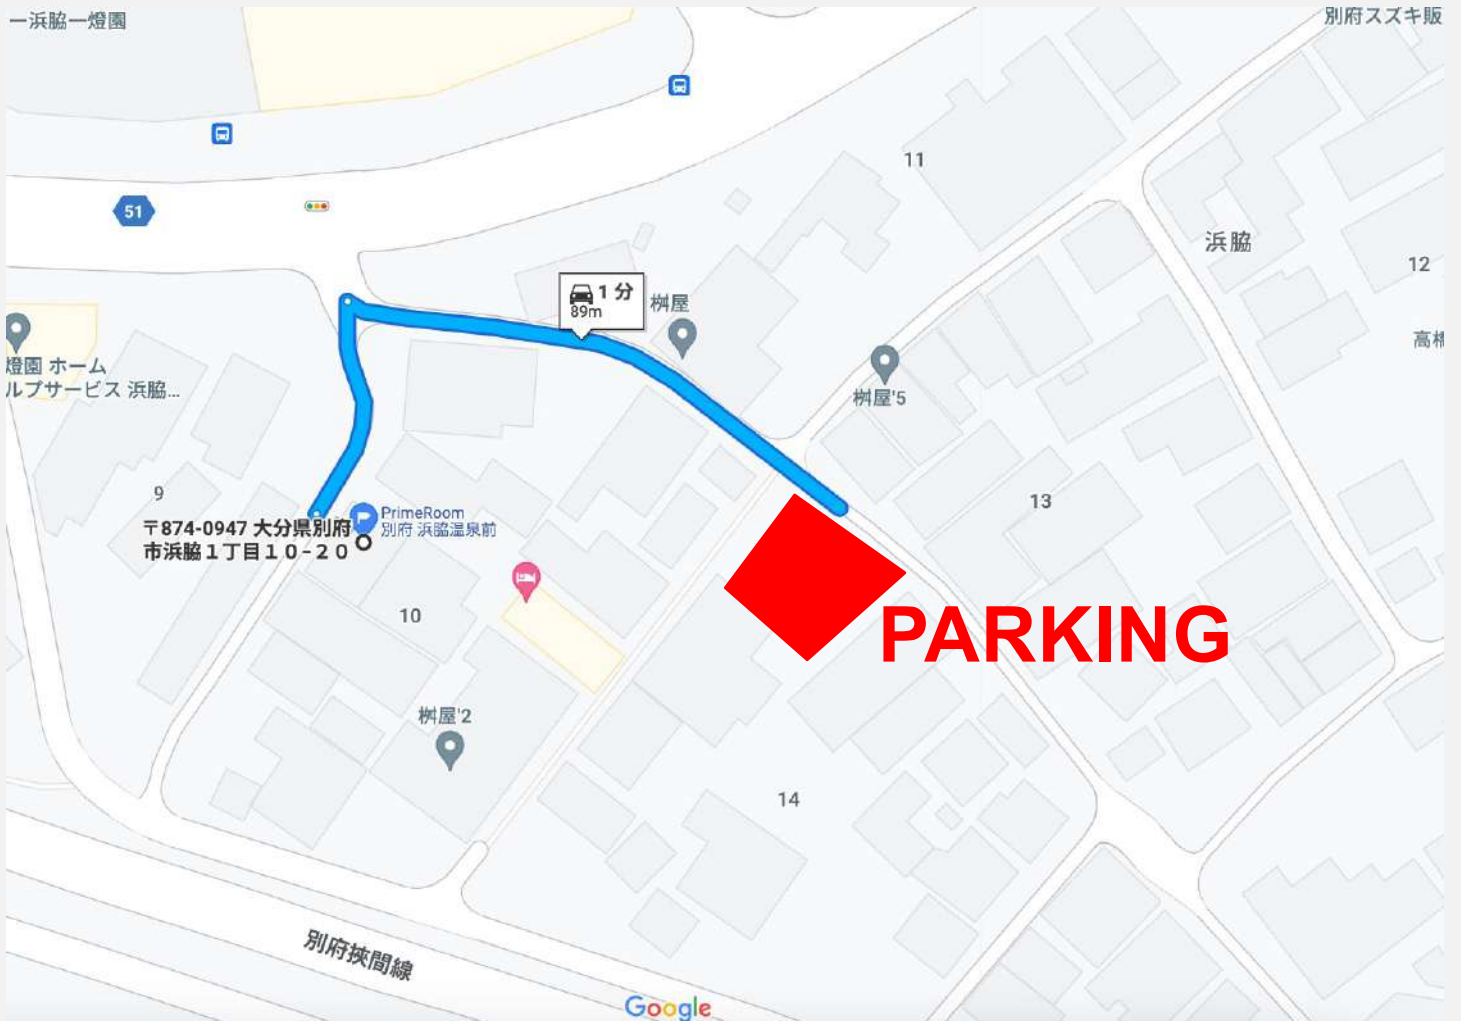 一浜脇一燈園
別府スズキ販
51
11
浜脇
12
1 分
89m
桝屋
燈園 ホーム
ルプサービス 浜脇...
桝屋'5
9
13
PrimeRoom
別府 浜脇温泉前
〒874-0947 大分県別府
市浜脇１丁目１０−２０
10
PARKING
桝屋'2
14
別府挾間線
Google